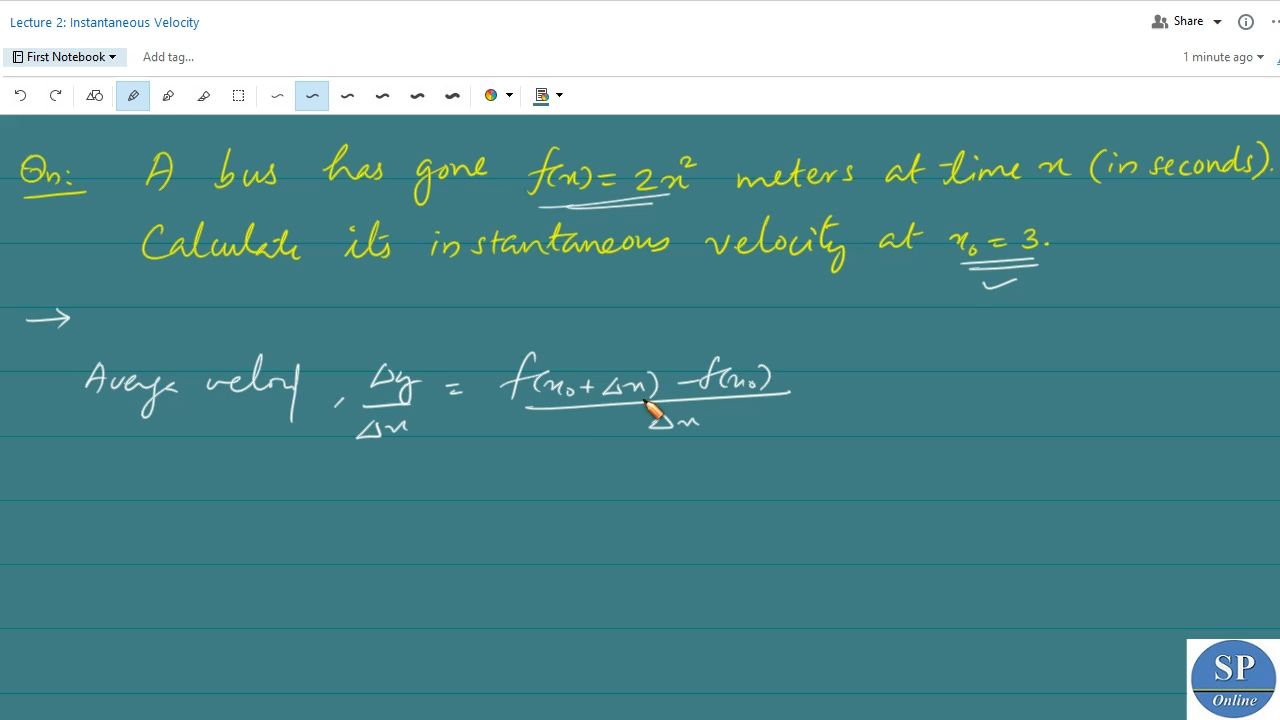 Lecture 2: Instantaneous Velocity
Share
First Notebook
Add tag...
1 minute ago
Qn: A bus has gone f(x) = 2x² meters at time x (in seconds).
Calculate its instantaneous velocity at x₀ = 3.
→
Average velocity, Δy/Δx = f(x₀ + Δx) - f(x₀)/Δx
SP
Online